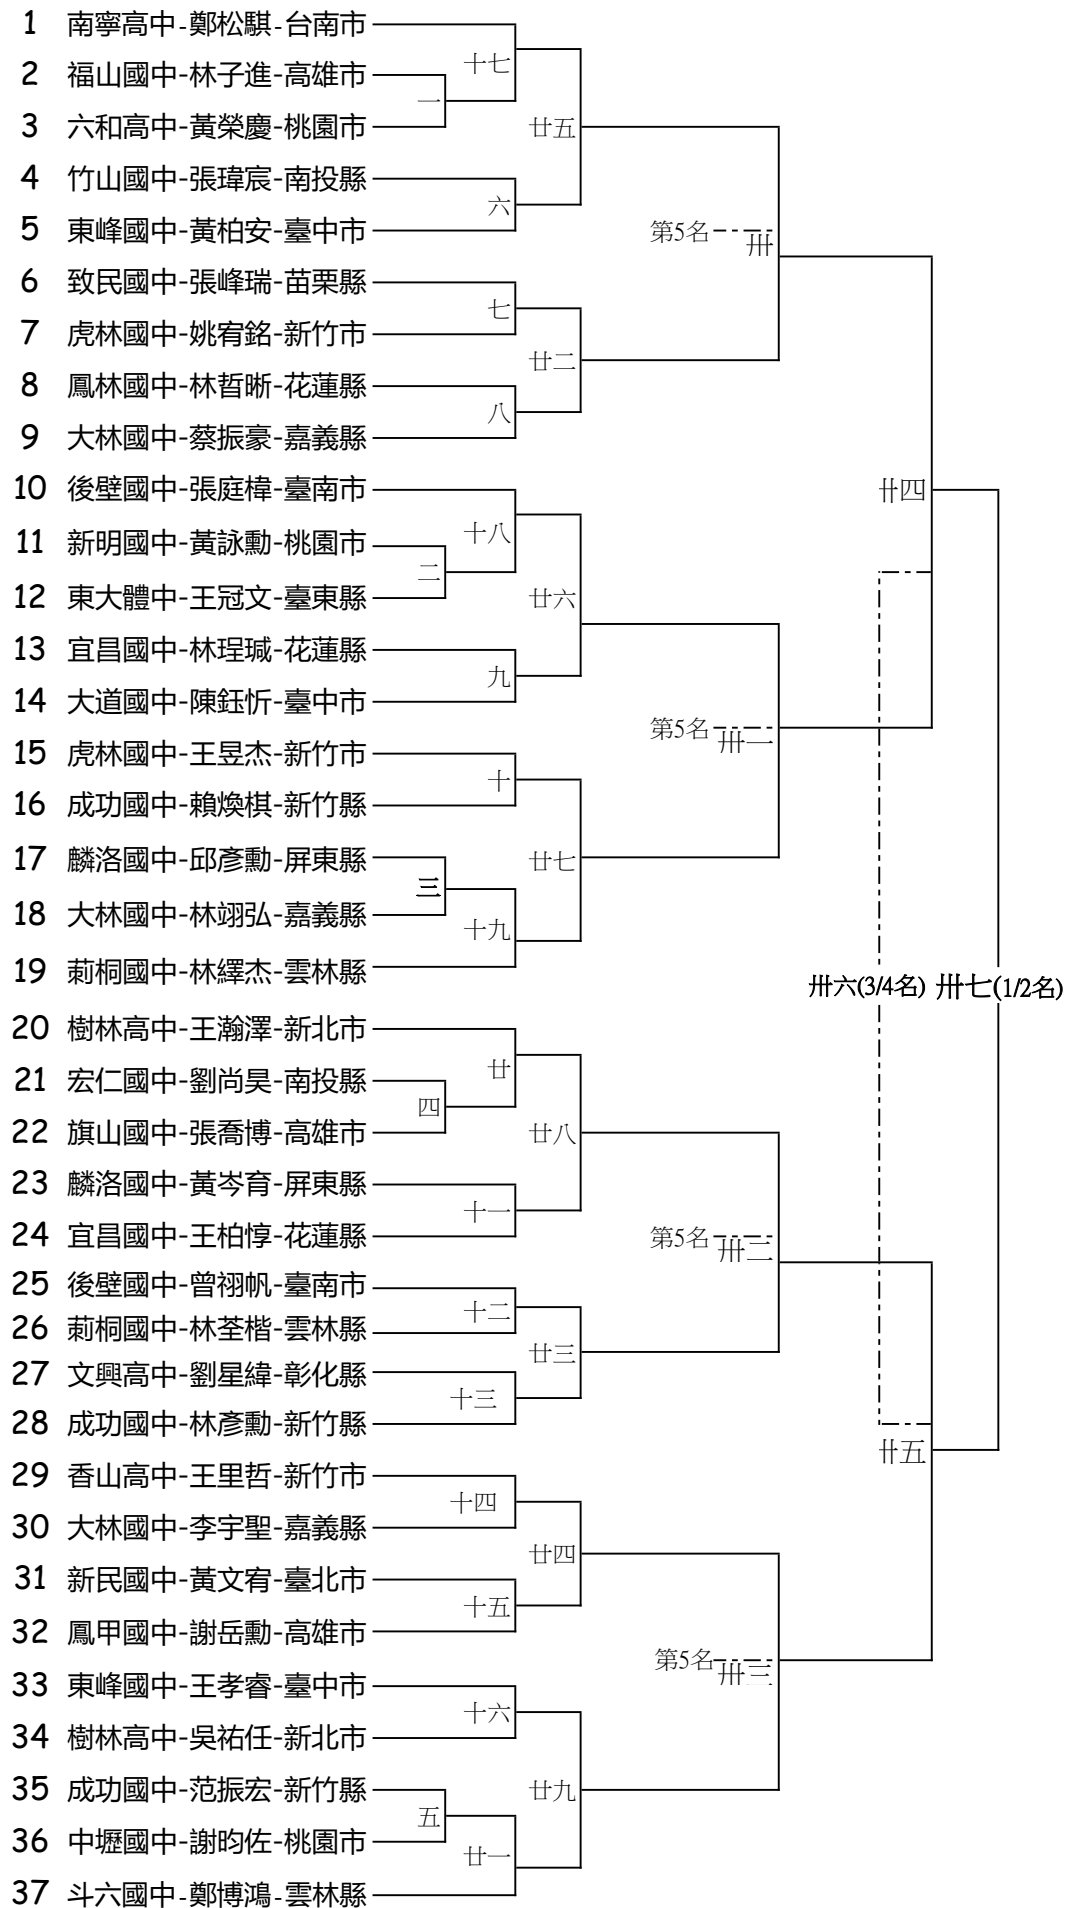 1 南寧高中-鄭松騏-台南市
十七
2 福山國中-林子進-高雄市
一
3 六和高中-黃榮慶-桃園市
廿五
4 竹山國中-張瑋宸-南投縣
六
5 東峰國中-黃柏安-臺中市
第5名
卅
6 致民國中-張峰瑞-苗栗縣
七
7 虎林國中-姚宥銘-新竹市
廿二
8 鳳林國中-林哲晰-花蓮縣
八
9 大林國中-蔡振豪-嘉義縣
10 後壁國中-張庭樟-臺南市
卅四
十八
11 新明國中-黃詠勳-桃園市
二
12 東大體中-王冠文-臺東縣
廿六
13 宜昌國中-林珵瑊-花蓮縣
九
14 大道國中-陳鈺忻-臺中市
第5名
卅一
15 虎林國中-王昱杰-新竹市
十
16 成功國中-賴煥棋-新竹縣
17 麟洛國中-邱彥勳-屏東縣
廿七
三
18 大林國中-林翊弘-嘉義縣
十九
19 莿桐國中-林繹杰-雲林縣
卅六(3/4名) 卅七(1/2名)
20 樹林高中-王瀚澤-新北市
廿
21 宏仁國中-劉尚昊-南投縣
四
22 旗山國中-張喬博-高雄市
廿八
23 麟洛國中-黃岑育-屏東縣
十一
24 宜昌國中-王柏惇-花蓮縣
第5名
卅二
25 後壁國中-曾祤帆-臺南市
十二
26 莿桐國中-林荃楷-雲林縣
廿三
27 文興高中-劉星緯-彰化縣
十三
28 成功國中-林彥勳-新竹縣
卅五
29 香山高中-王里哲-新竹市
十四
30 大林國中-李宇聖-嘉義縣
廿四
31 新民國中-黃文宥-臺北市
十五
32 鳳甲國中-謝岳勳-高雄市
第5名
卅三
33 東峰國中-王孝睿-臺中市
十六
34 樹林高中-吳祐任-新北市
35 成功國中-范振宏-新竹縣
廿九
五
36 中壢國中-謝昀佐-桃園市
廿一
37 斗六國中-鄭博鴻-雲林縣